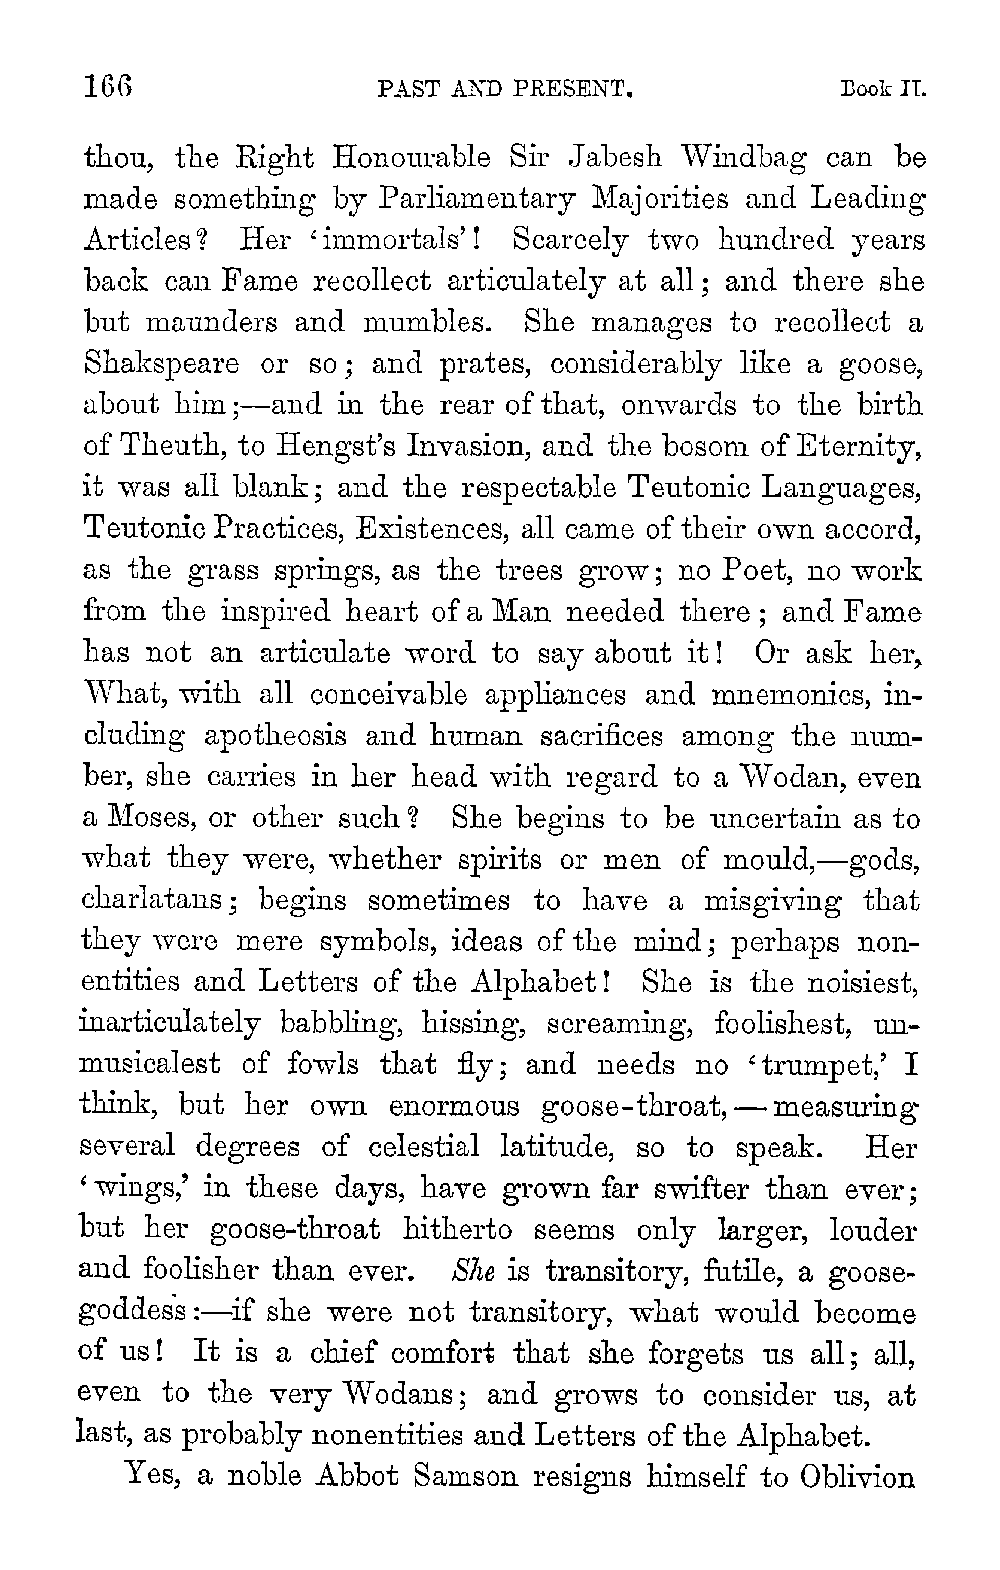 166 PAST AND PRESENT. Book II.
thou, the Right Honourable Sir Jabesh Windbag can be
made something by Parliamentary Majorities and Leading
Articles? Her ‘immortals’! Scarcely two hundred years
back can Fame recollect articulately at all; and there she
but maunders and mumbles. She manages to recollect a
Shakspeare or so; and prates, considerably like a goose,
about him;—and in the rear of that, onwards to the birth
of Theuth, to Hengst’s Invasion, and the bosom of Eternity,
it was all blank; and the respectable Teutonic Languages,
Teutonic Practices, Existences, all came of their own accord,
as the grass springs, as the trees grow; no Poet, no work
from the inspired heart of a Man needed there; and Fame
has not an articulate word to say about it! Or ask her,
What, with all conceivable appliances and mnemonics, in-
cluding apotheosis and human sacrifices among the num-
ber, she carries in her head with regard to a Wodan, even
a Moses, or other such? She begins to be uncertain as to
what they were, whether spirits or men of mould,—gods,
charlatans; begins sometimes to have a misgiving that
they were mere symbols, ideas of the mind; perhaps non-
entities and Letters of the Alphabet! She is the noisiest,
inarticulately babbling, hissing, screaming, foolishest, un-
musicalest of fowls that fly; and needs no ‘trumpet,’ I
think, but her own enormous goose-throat,—measuring
several degrees of celestial latitude, so to speak. Her
‘wings,’ in these days, have grown far swifter than ever;
but her goose-throat hitherto seems only larger, louder
and foolisher than ever. She is transitory, futile, a goose-
goddess:—if she were not transitory, what would become
of us! It is a chief comfort that she forgets us all; all,
even to the very Wodans; and grows to consider us, at
last, as probably nonentities and Letters of the Alphabet.
Yes, a noble Abbot Samson resigns himself to Oblivion